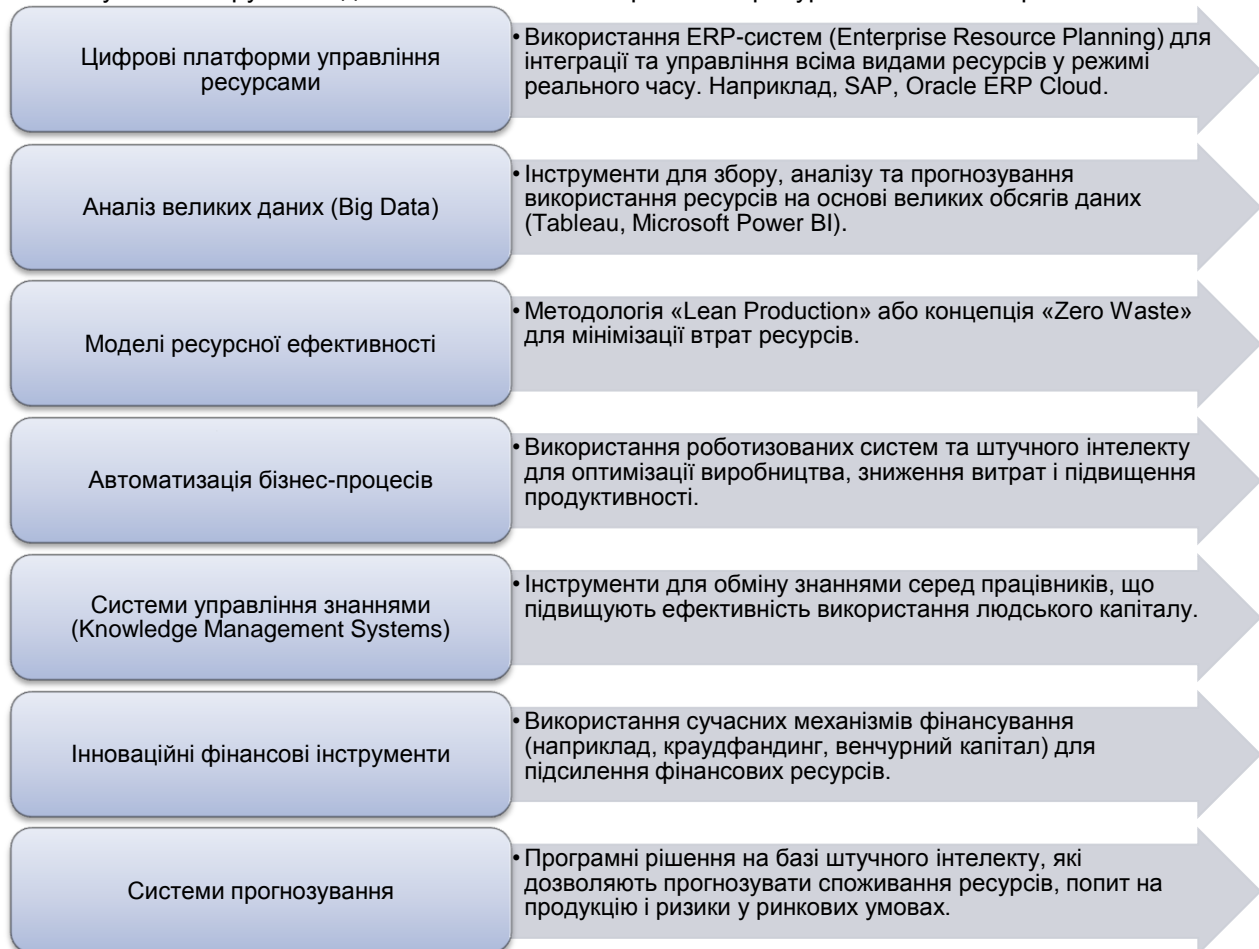 Цифрові платформи управління
ресурсами
• Використання ERP-систем (Enterprise Resource Planning) для
інтеграції та управління всіма видами ресурсів у режимі
реального часу. Наприклад, SAP, Oracle ERP Cloud.
Аналіз великих даних (Big Data)
• Інструменти для збору, аналізу та прогнозування
використання ресурсів на основі великих обсягів даних
(Tableau, Microsoft Power BI).
Моделі ресурсної ефективності
• Методологія «Lean Production» або концепція «Zero Waste»
для мінімізації втрат ресурсів.
Автоматизація бізнес-процесів
• Використання роботизованих систем та штучного інтелекту
для оптимізації виробництва, зниження витрат і підвищення
продуктивності.
Системи управління знаннями
(Knowledge Management Systems)
• Інструменти для обміну знаннями серед працівників, що
підвищують ефективність використання людського капіталу.
Інноваційні фінансові інструменти
• Використання сучасних механізмів фінансування
(наприклад, краудфандинг, венчурний капітал) для
підсилення фінансових ресурсів.
Системи прогнозування
• Програмні рішення на базі штучного інтелекту, які
дозволяють прогнозувати споживання ресурсів, попит на
продукцію і ризики у ринкових умовах.